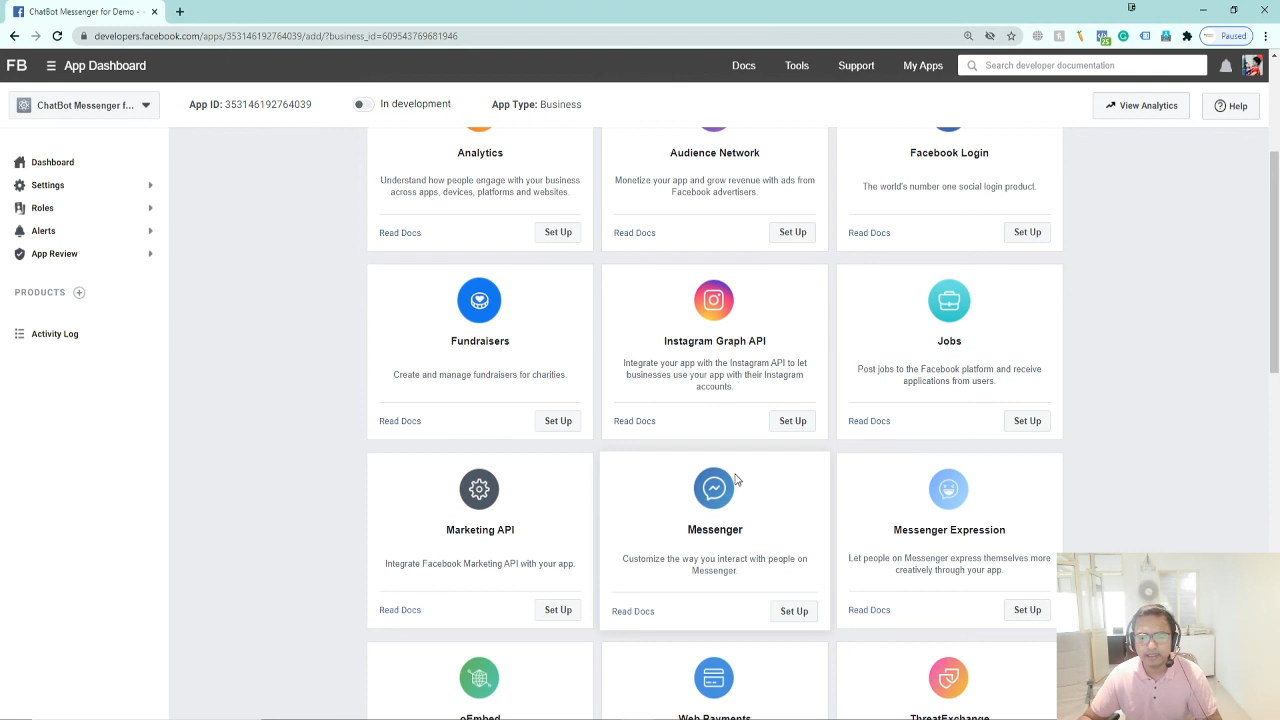 ChatBot Messenger for Demo -
developers.facebook.com/apps/353146192764039/add/?business_id=609543768681946
Paused
FB
App Dashboard
Docs
Tools
Support
My Apps
Search developer documentation
ChatBot Messenger f...
App ID: 353146192764039
In development
App Type: Business
View Analytics
Help
Dashboard
Settings
Roles
Alerts
App Review
PRODUCTS
Activity Log
Analytics
Understand how people engage with your business
across apps, devices, platforms and websites.
Read Docs
Set Up
Audience Network
Monetize your app and grow revenue with ads from
Facebook advertisers.
Read Docs
Set Up
Facebook Login
The world's number one social login product.
Read Docs
Set Up
Fundraisers
Create and manage fundraisers for charities.
Read Docs
Set Up
Instagram Graph API
Integrate your app with the Instagram API to let
businesses use your app with their Instagram
accounts.
Read Docs
Set Up
Jobs
Post jobs to the Facebook platform and receive
applications from users.
Read Docs
Set Up
Marketing API
Integrate Facebook Marketing API with your app.
Read Docs
Set Up
Messenger
Customize the way you interact with people on
Messenger.
Read Docs
Set Up
Messenger Expression
Let people on Messenger express themselves more
creatively through your app.
Read Docs
Set Up
oEmbed
Web Payments
ThreatExchange